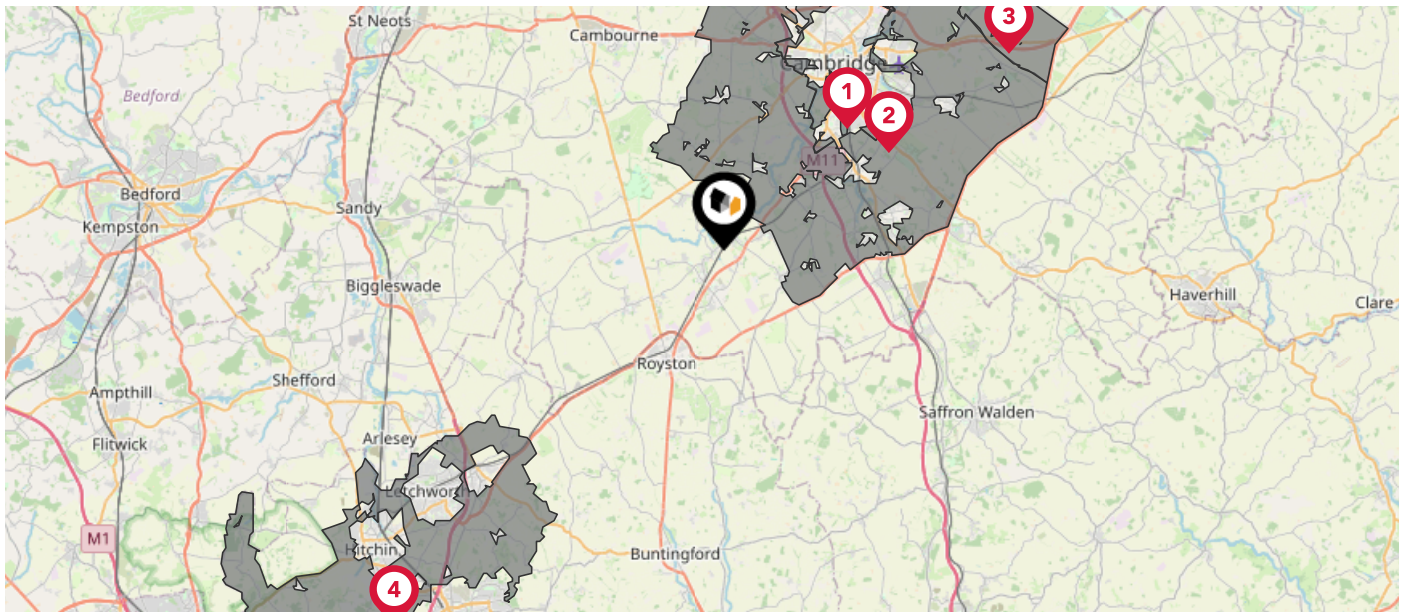 St Neots
Cambourne
3
Cambridge
Bedford
1
2
M11
Bedford
Sandy
Kempston
Biggleswade
Haverhill
Clare
Royston
Ampthill
Shefford
Saffron Walden
Flitwick
Arlesey
Letchworth
M1
Hitchin
Buntingford
4